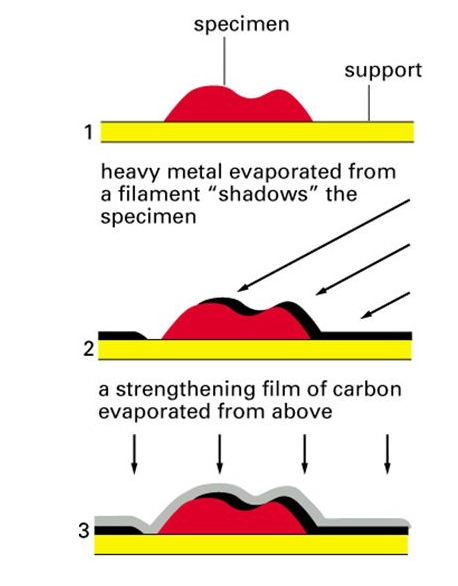 specimen
support
1
heavy metal evaporated from
a filament “shadows” the
specimen
2
a strengthening film of carbon
evaporated from above
3